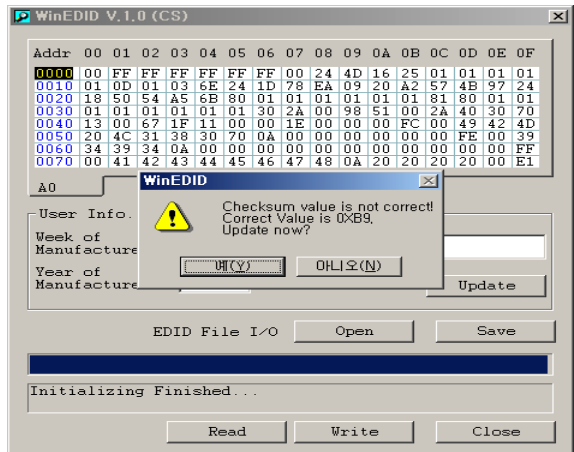 WinEDID V.1.0 (CS)
Addr 00 01 02 03 04 05 06 07 08 09 0A 0B 0C 0D 0E 0F
0000 00 FF FF FF FF FF FF 00 24 4D 16 25 01 01 01 01
0010 01 0D 01 03 6E 24 1D 78 EA 09 20 A2 57 4B 97 24
0020 18 50 54 A5 6B 80 01 01 01 01 01 01 81 80 01 01
0030 01 01 01 01 01 01 30 2A 00 98 51 00 2A 40 30 70
0040 13 00 67 1F 11 00 00 1E 00 00 00 FC 00 49 42 4D
0050 20 4C 31 38 30 70 0A 00 00 00 00 00 00 FE 00 39
0060 34 39 34 0A 00 00 00 00 00 00 00 00 00 00 00 FF
0070 00 41 42 43 44 45 46 47 48 0A 20 20 20 20 00 E1
A0
WinEDID
Checksum value is not correct!
Correct Value is 0XB9,
Update now?
예(Y)
아니오(N)
User Info.
Week of
Manufacture
Year of
Manufacture
Update
EDID File I/O
Open
Save
Initializing Finished...
Read
Write
Close